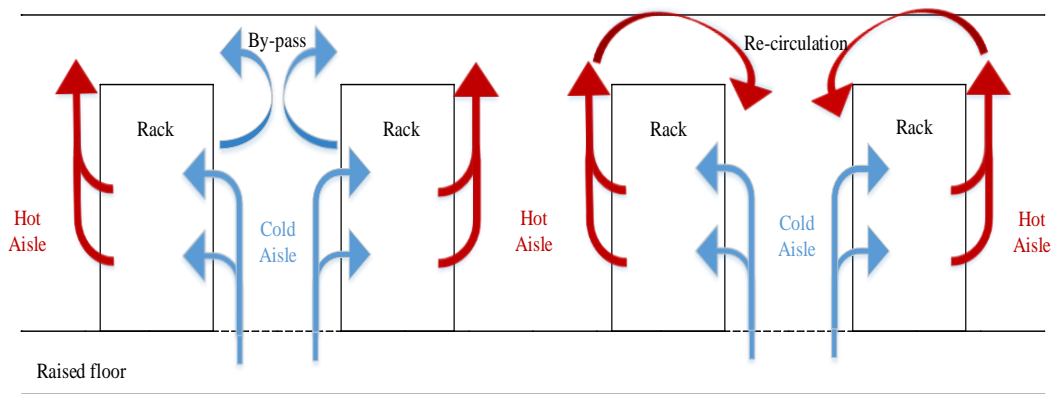 By-pass
Re-circulation
Rack
Rack
Rack
Rack
Hot
Aisle
Cold
Aisle
Hot
Aisle
Cold
Aisle
Hot
Aisle
Raised floor